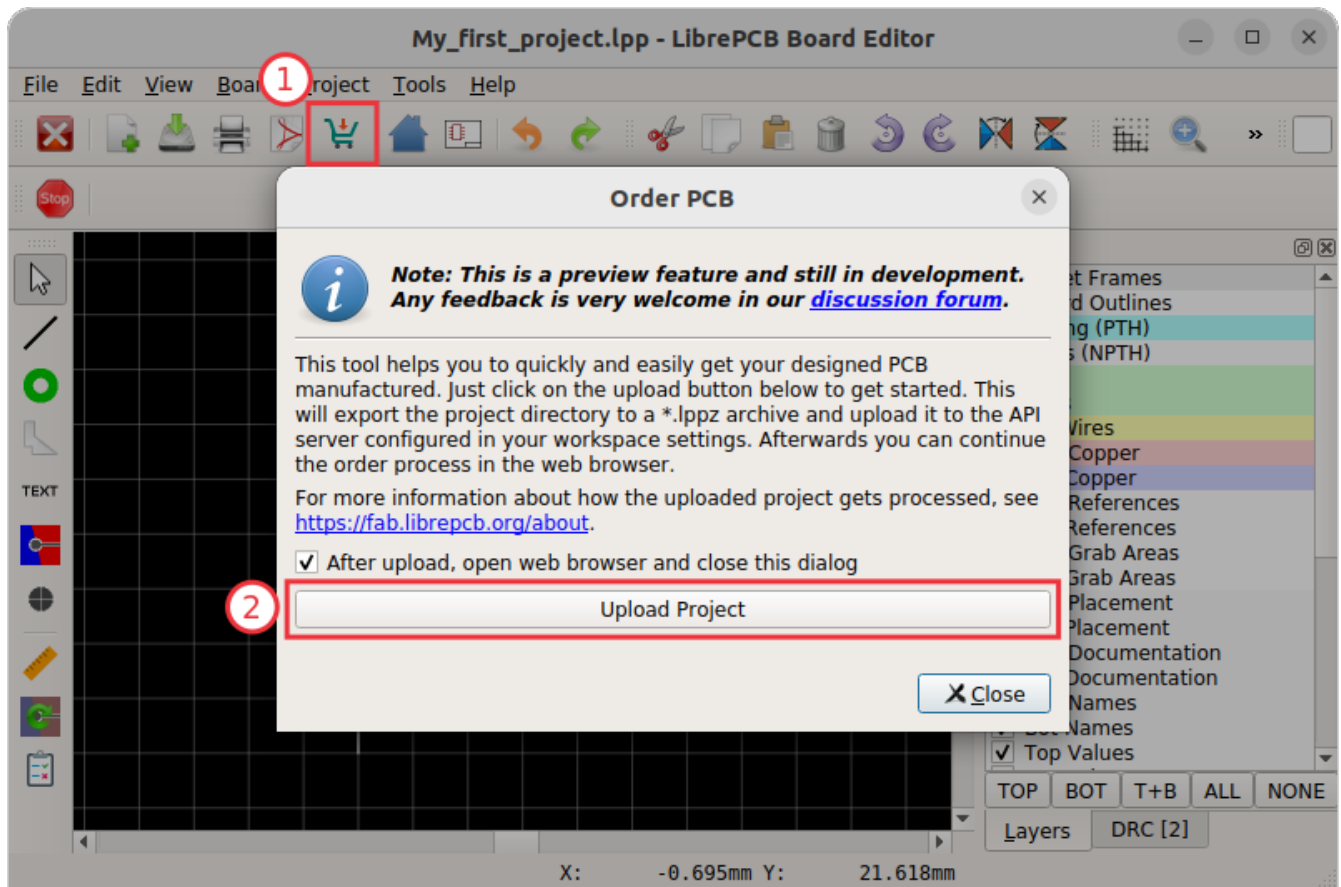 My_first_project.lpp - LibrePCB Board Editor
1
File Edit View Boar roject Tools Help
»
Stop
Order PCB
Note: This is a preview feature and still in development.
Any feedback is very welcome in our discussion forum.
This tool helps you to quickly and easily get your designed PCB
manufactured. Just click on the upload button below to get started. This
will export the project directory to a *.lppz archive and upload it to the API
server configured in your workspace settings. Afterwards you can continue
the order process in the web browser.
For more information about how the uploaded project gets processed, see
https://fab.librepcb.org/about.
After upload, open web browser and close this dialog
2
Upload Project
Close
TEXT
et Frames
d Outlines
ng (PTH)
s (NPTH)
Wires
Copper
Copper
References
References
Grab Areas
Grab Areas
Placement
Placement
Documentation
Documentation
Names
Bot Names
Top Values
TOP BOT T+B ALL NONE
Layers DRC [2]
X: -0.695mm Y: 21.618mm